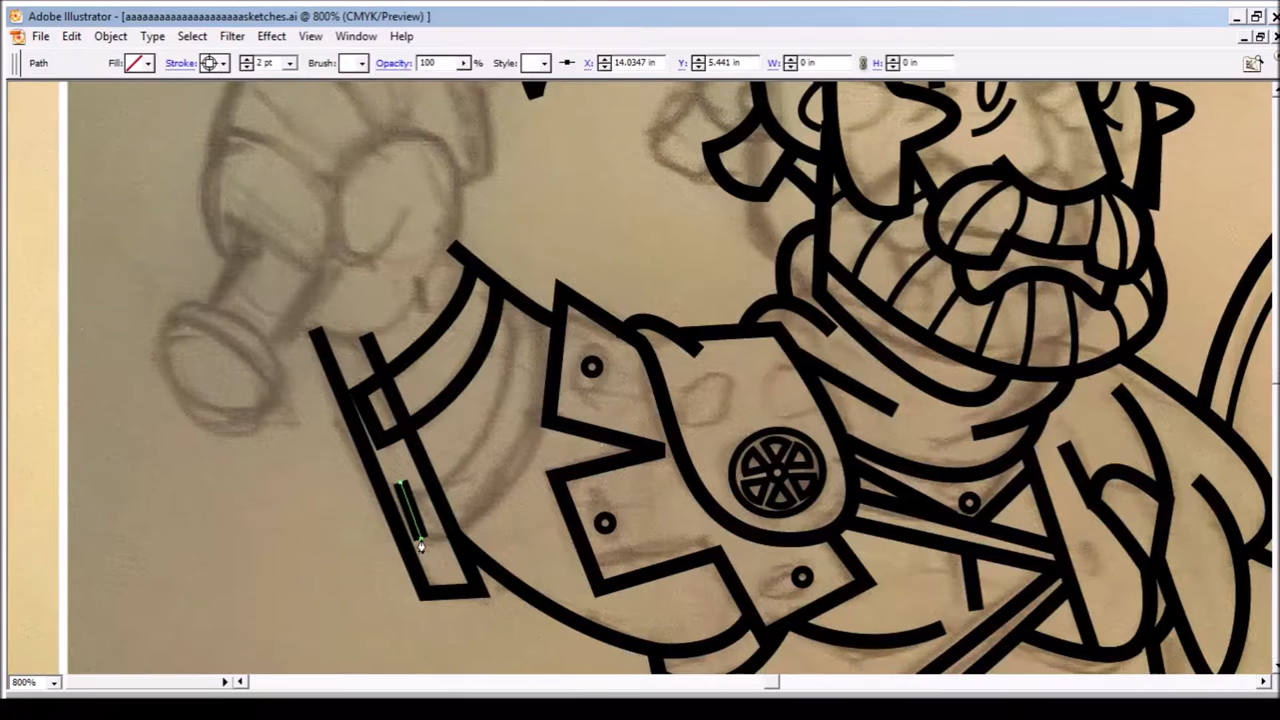 Adobe Illustrator - [aaaaaaaaaaaaaaaaaaaaasketches.ai @ 800% (CMYK/Preview) ]
File Edit Object Type Select Filter Effect View Window Help
Path Fill: Stroke: 2 pt Brush: Opacity: 100 % Style: X: 14.0347 in Y: 5.441 in W: 0 in H: 0 in
800%